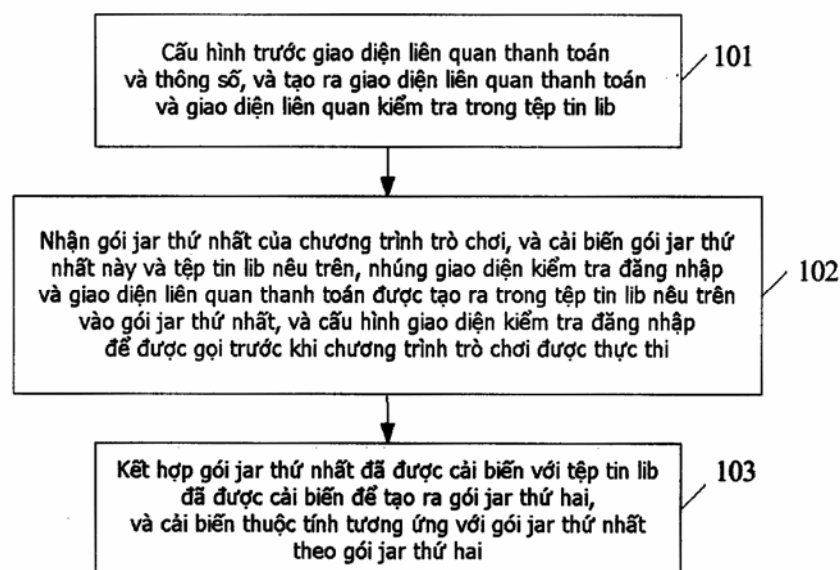 Cấu hình trước giao diện liên quan thanh toán
và thông số, và tạo ra giao diện liên quan thanh toán
và giao diện liên quan kiểm tra trong tệp tin lib
101
Nhận gói jar thứ nhất của chương trình trò chơi, và cải biến gói jar thứ
nhất này và tệp tin lib nêu trên, nhúng giao diện kiểm tra đăng nhập
và giao diện liên quan thanh toán được tạo ra trong tệp tin lib nêu trên
vào gói jar thứ nhất, và cấu hình giao diện kiểm tra đăng nhập
để được gọi trước khi chương trình trò chơi được thực thi
102
Kết hợp gói jar thứ nhất đã được cải biến với tệp tin lib
đã được cải biến để tạo ra gói jar thứ hai,
và cải biến thuộc tính tương ứng với gói jar thứ nhất
theo gói jar thứ hai
103